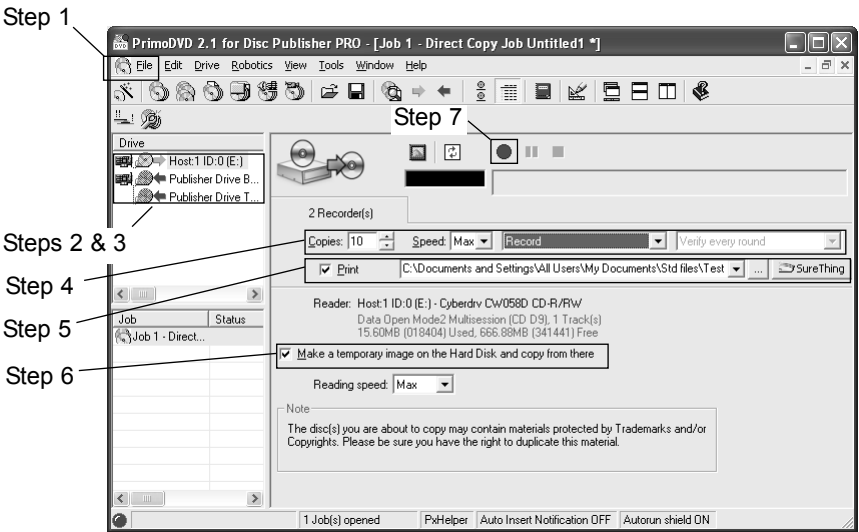 Step 1
PrimoDVD 2.1 for Disc Publisher PRO - [Job 1 - Direct Copy Job Untitled1 *]
File Edit Drive Robotics View Tools Window Help
Step 7
Drive
Host:1 ID:0 (E:)
Publisher Drive B...
Publisher Drive T...
2 Recorder(s)
Steps 2 & 3
Copies: 10 Speed: Max Record Verify every round
Step 4
Print C:\Documents and Settings\All Users\My Documents\Std files\Test ... SureThing
Step 5
Reader: Host:1 ID:0 (E:) - Cyberdrv CW058D CD-R/RW
Data Open Mode2 Multisession (CD D9), 1 Track(s)
15.60MB (018404) Used, 666.88MB (341441) Free
Job Status
Job 1 - Direct...
Step 6
Make a temporary image on the Hard Disk and copy from there
Reading speed: Max
Note
The disc(s) you are about to copy may contain materials protected by Trademarks and/or
Copyrights. Please be sure you have the right to duplicate this material.
1 Job(s) opened PxHelper Auto Insert Notification OFF Autorun shield ON